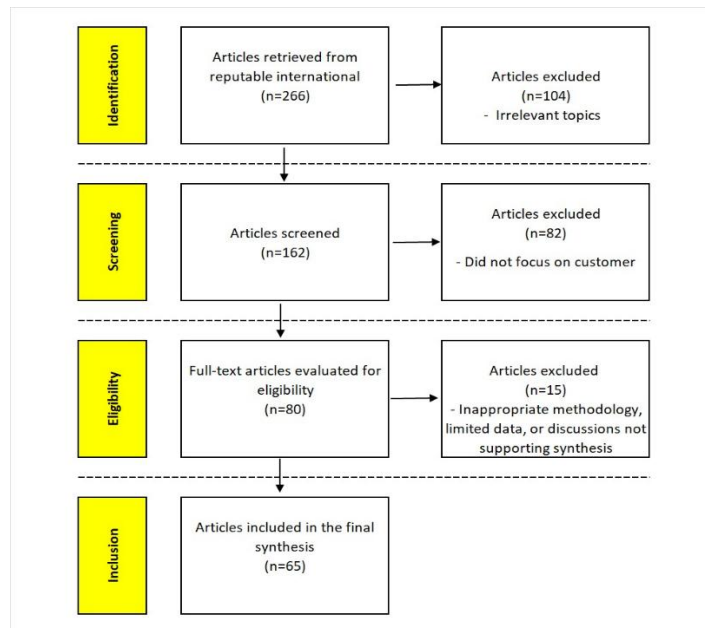 Identification
Articles retrieved from
reputable international
(n=266)
Articles excluded
(n=104)
- Irrelevant topics
Screening
Articles screened
(n=162)
Articles excluded
(n=82)
- Did not focus on customer
Eligibility
Full-text articles evaluated for
eligibility
(n=80)
Articles excluded
(n=15)
- Inappropriate methodology,
limited data, or discussions not
supporting synthesis
Inclusion
Articles included in the final
synthesis
(n=65)